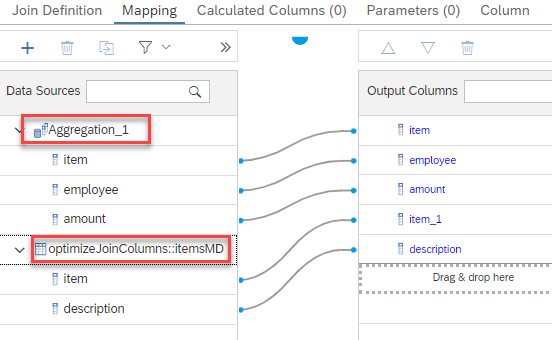 Join Definition Mapping Calculated Columns (0) Parameters (0) Column
Data Sources
Aggregation_1
item
employee
amount
optimizeJoinColumns::itemsMD
item
description
Output Columns
item
employee
amount
item_1
description
Drag & drop here